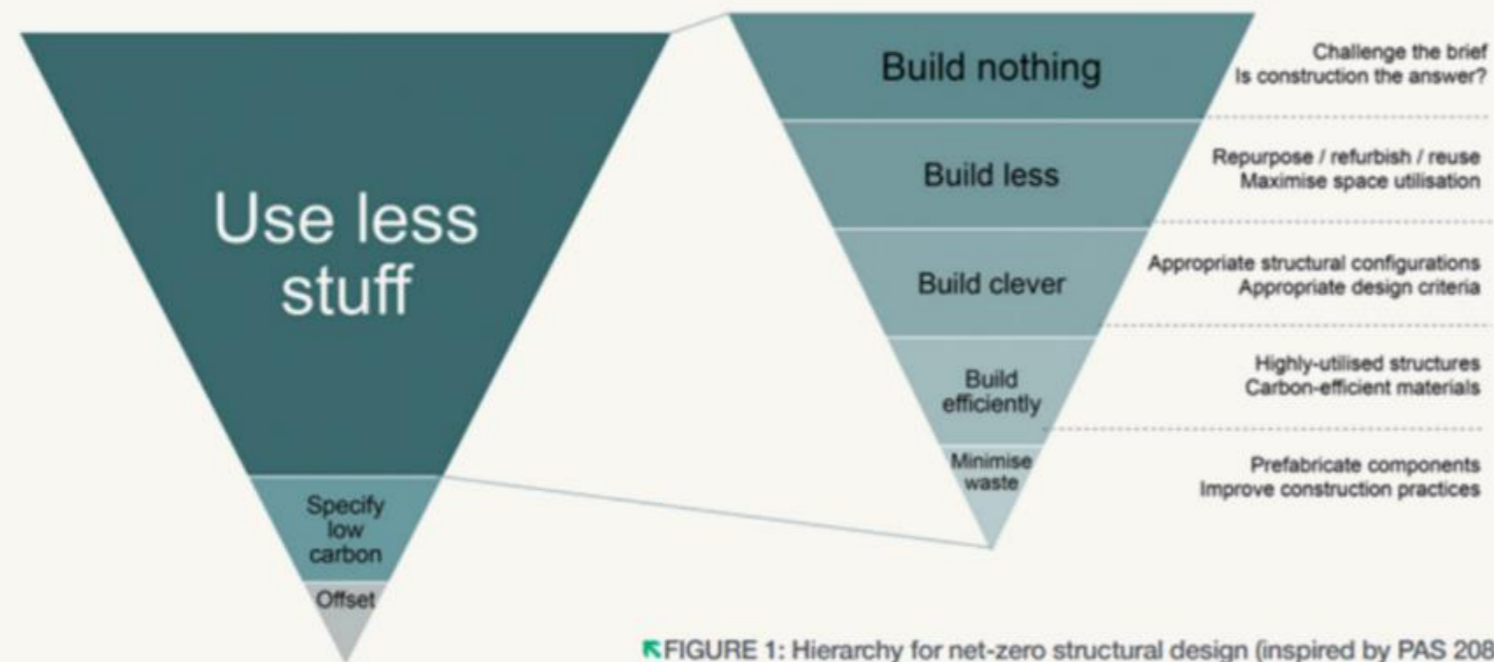 Use less
stuff
Specify
low
carbon
Offset
Build nothing
Challenge the brief
Is construction the answer?
Build less
Repurpose / refurbish / reuse
Maximise space utilisation
Build clever
Appropriate structural configurations
Appropriate design criteria
Build
efficiently
Highly-utilised structures
Carbon-efficient materials
Minimise
waste
Prefabricate components
Improve construction practices
FIGURE 1: Hierarchy for net-zero structural design (inspired by PAS 208